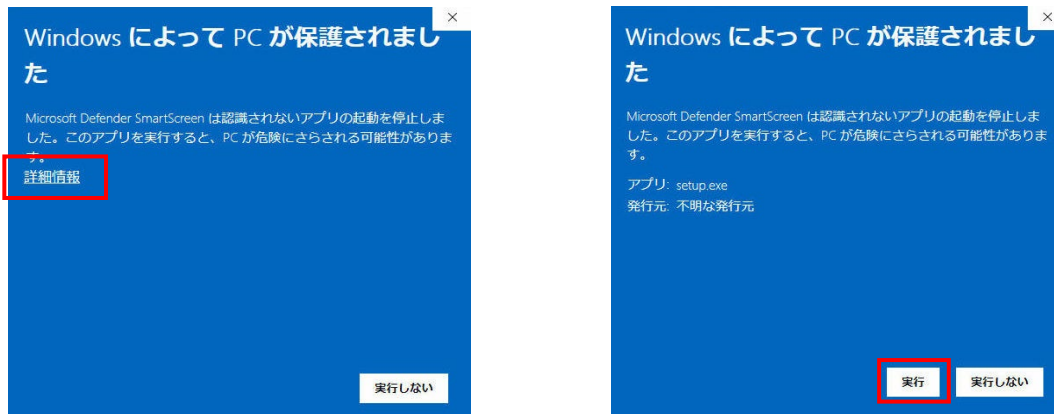 Windows によって PC が保護されまし
た
Microsoft Defender SmartScreen は認識されないアプリの起動を停止しま
した。このアプリを実行すると、PC が危険にさらされる可能性がありま
す。
詳細情報
実行しない
Windows によって PC が保護されまし
た
Microsoft Defender SmartScreen は認識されないアプリの起動を停止しま
した。このアプリを実行すると、PC が危険にさらされる可能性がありま
す。
アプリ: setup.exe
発行元: 不明な発行元
実行
実行しない